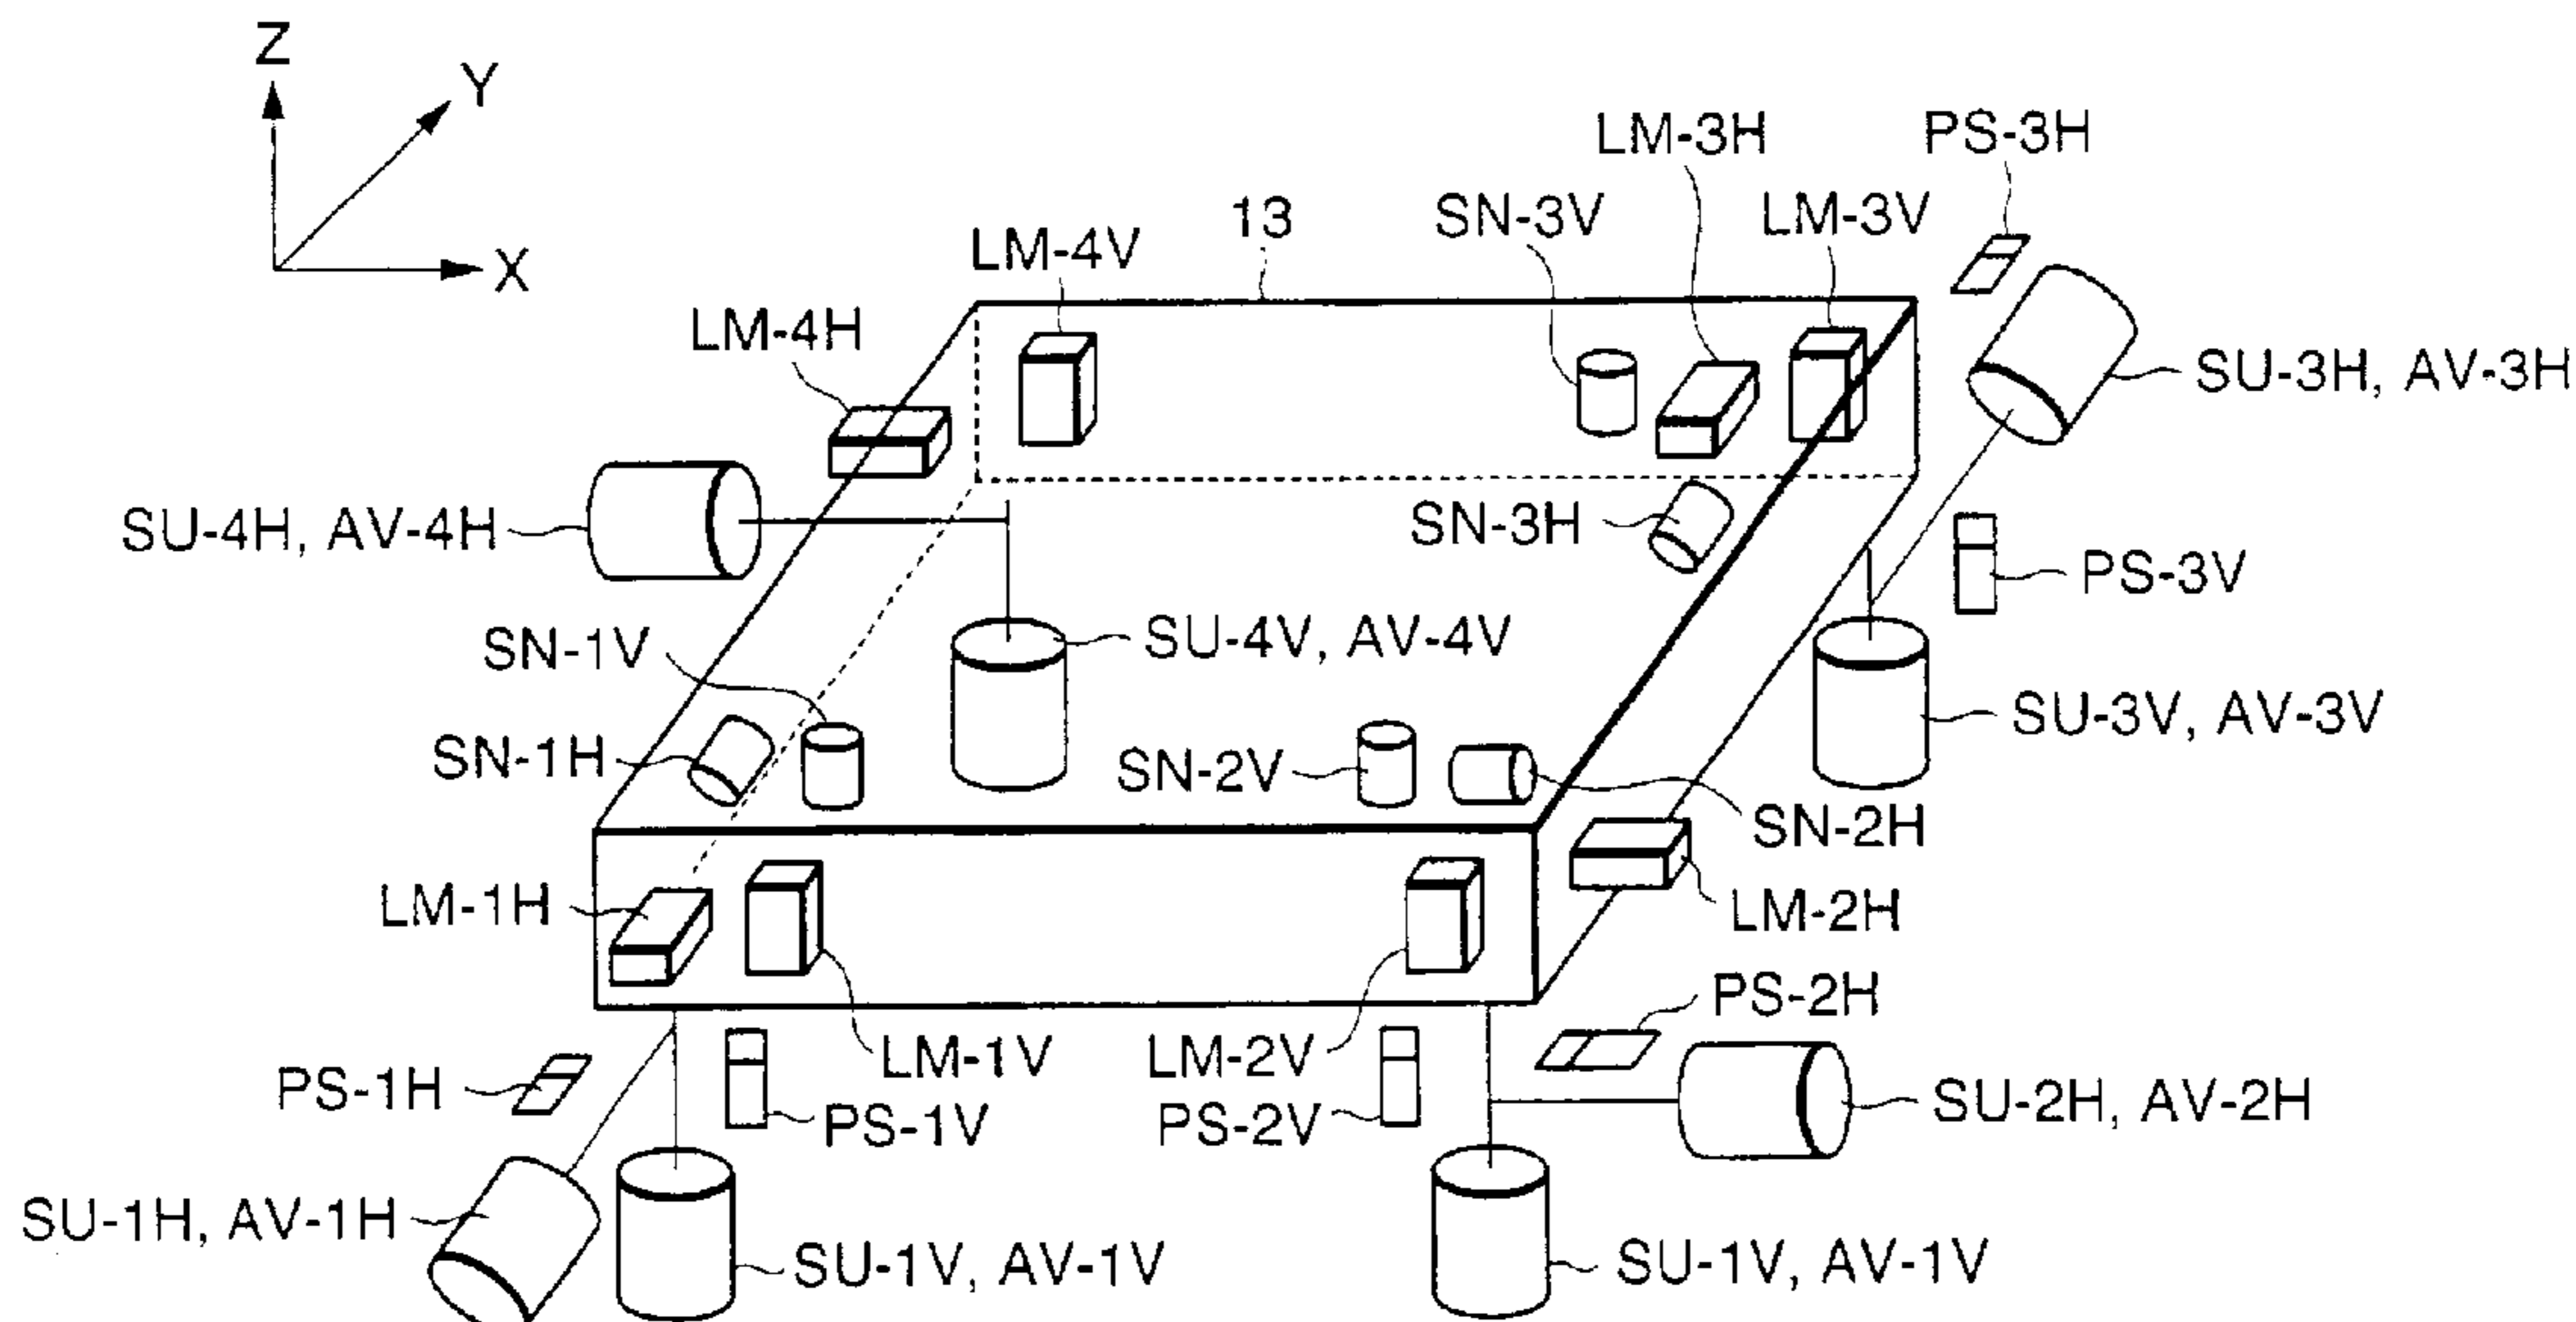 Z
Y
X
LM-3H
PS-3H
13
SN-3V
LM-3V
LM-4V
LM-4H
SU-3H, AV-3H
SU-4H, AV-4H
SN-3H
PS-3V
SN-1V
SU-4V, AV-4V
SU-3V, AV-3V
SN-1H
SN-2V
SN-2H
LM-1H
LM-2H
PS-2H
LM-1V
LM-2V
PS-1H
PS-1V
PS-2V
SU-2H, AV-2H
SU-1H, AV-1H
SU-1V, AV-1V
SU-1V, AV-1V